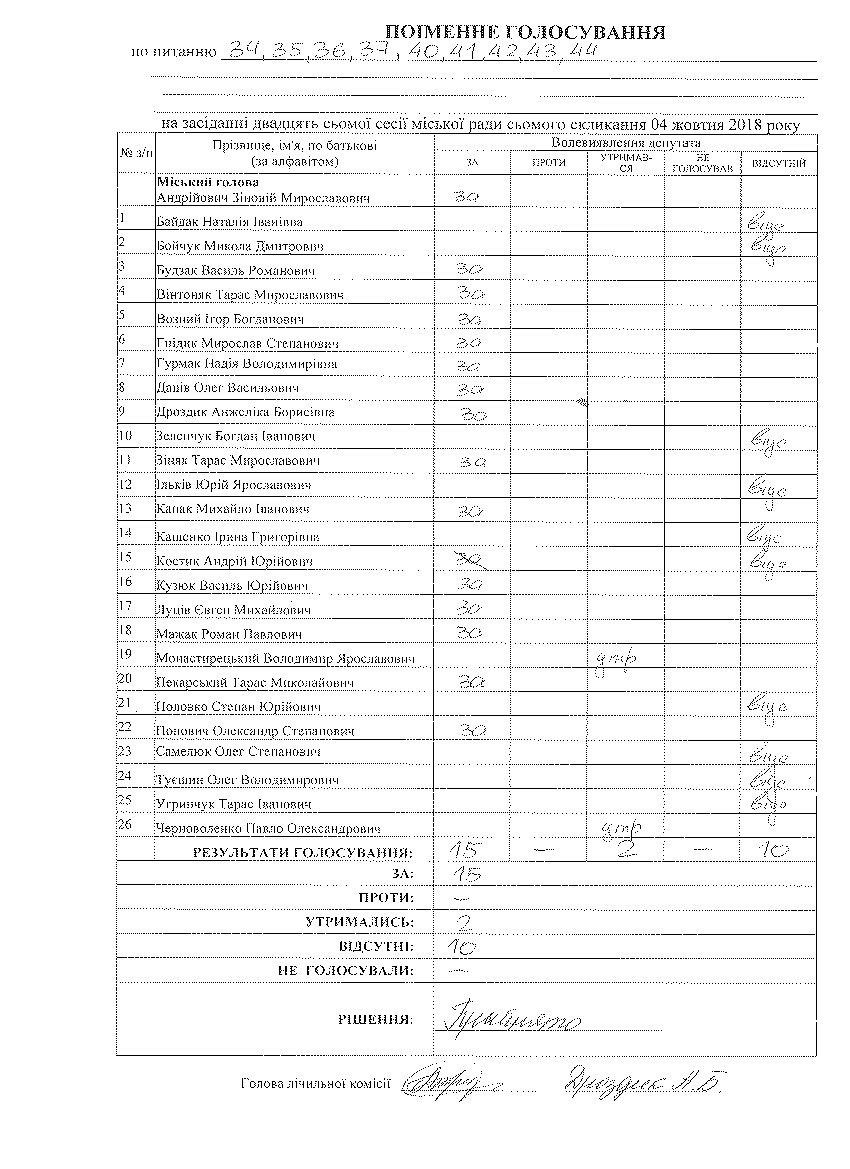 ПОІМЕННЕ ГОЛОСУВАННЯ
по питанню 34, 35, 36, 37, 40, 41, 42, 43, 44
на засіданні двадцять сьомої сесії міської ради сьомого скликання 04 жовтня 2018 року
№ з/п Прізвище, ім'я, по батькові (за алфавітом) Волевиявлення депутата
ЗА ПРОТИ УТРИМАВ-СЯ НЕ ГОЛОСУВАВ ВІДСУТНІЙ
Міський голова
Андрійович Зіновій Мирославович за
1 Байдак Наталія Іванівна відс
2 Бойчук Микола Дмитрович відс
3 Будзак Василь Романович за
4 Вінтоняк Тарас Мирославович за
5 Возний Ігор Богданович за
6 Гнідик Мирослав Степанович за
7 Гурмак Надія Володимирівна за
8 Данів Олег Васильович за
9 Дроздик Анжеліка Борисівна за
10 Зеленчук Богдан Іванович відс
11 Зіняк Тарас Мирославович за
12 Ільків Юрій Ярославович відс
13 Капак Михайло Іванович за
14 Кащенко Ірина Григорівна відс
15 Костик Андрій Юрійович за відс
16 Кузюк Василь Юрійович за
17 Луців Євген Михайлович за
18 Мажак Роман Павлович за
19 Монастирецький Володимир Ярославович утр
20 Пекарський Тарас Миколайович за
21 Половко Степан Юрійович відс
22 Попович Олександр Степанович за
23 Самелюк Олег Степанович відс
24 Туєшин Олег Володимирович відс
25 Угринчук Тарас Іванович відс
26 Черноволенко Павло Олександрович утр
РЕЗУЛЬТАТИ ГОЛОСУВАННЯ: 15 — 2 — 10
ЗА: 15
ПРОТИ: —
УТРИМАЛИСЬ: 2
ВІДСУТНІ: 10
НЕ ГОЛОСУВАЛИ: —
РІШЕННЯ: Прийнято
Голова лічильної комісії Дроздик А.Б.